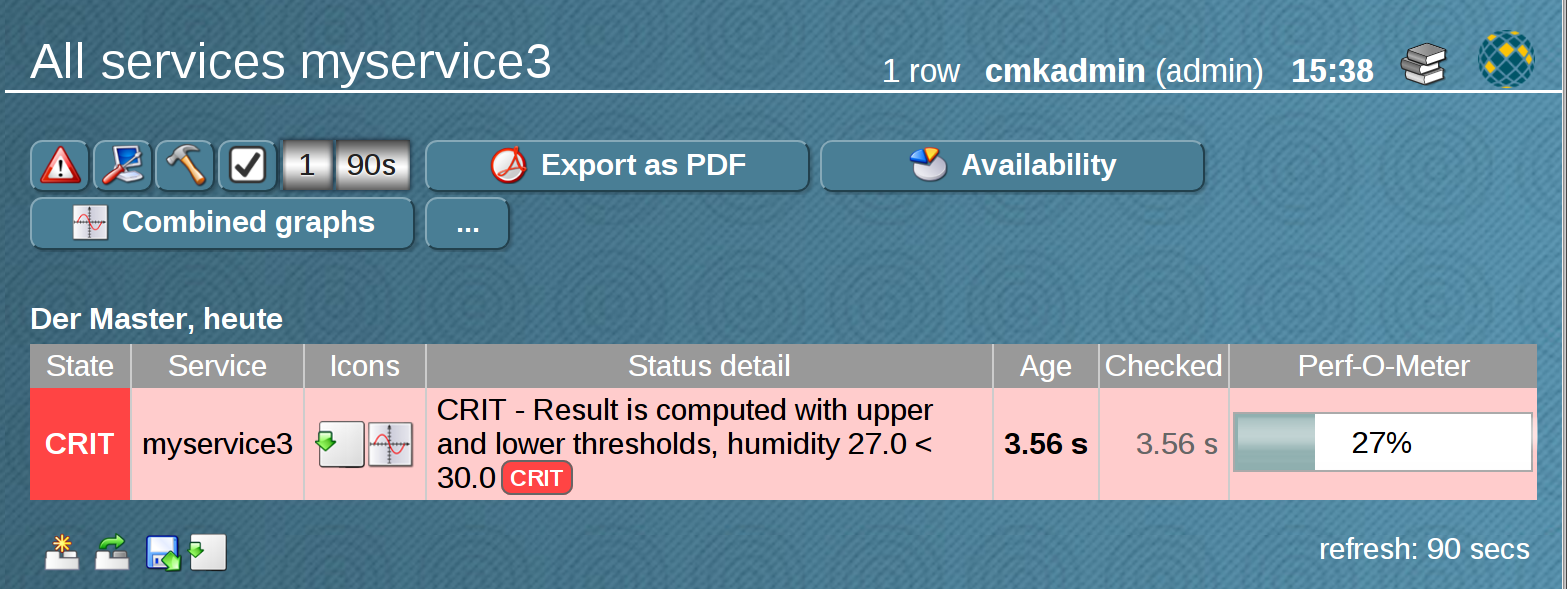 All services myservice3
1 row cmkadmin (admin) 15:38
1 90s Export as PDF Availability
Combined graphs ...
Der Master, heute
State Service Icons Status detail Age Checked Perf-O-Meter
CRIT myservice3 CRIT - Result is computed with upper
and lower thresholds, humidity 27.0 <
30.0 CRIT
3.56 s 3.56 s 27%
refresh: 90 secs